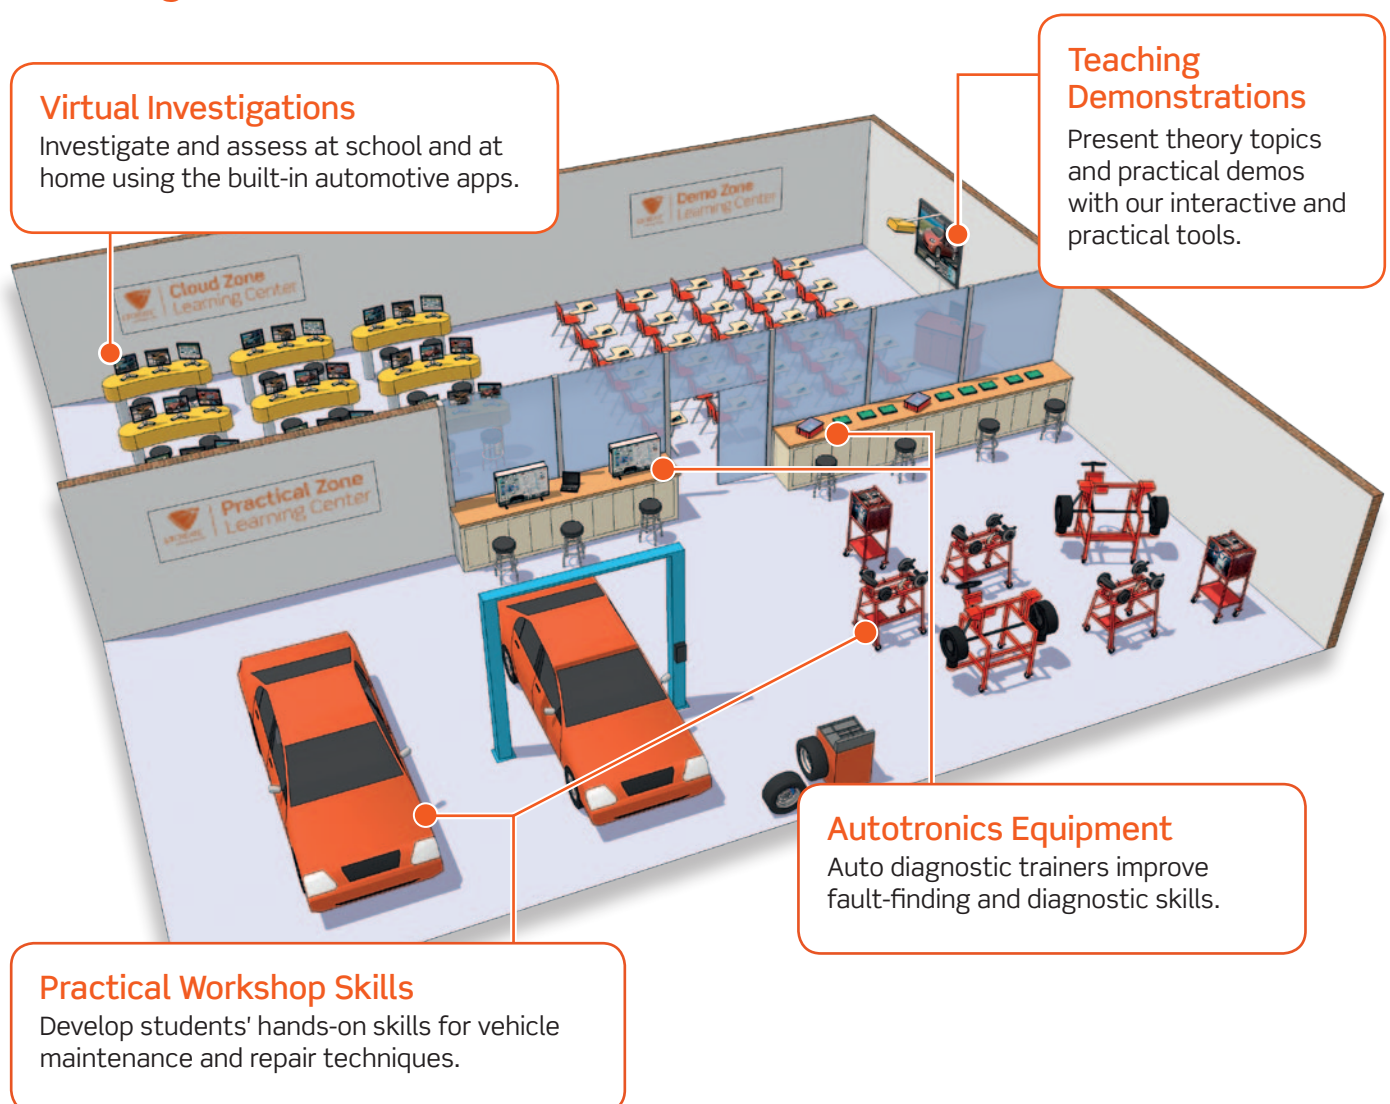 Virtual Investigations
Investigate and assess at school and at
home using the built-in automotive apps.
Teaching
Demonstrations
Present theory topics
and practical demos
with our interactive and
practical tools.
Demo Zone
Learning Center
Cloud Zone
Learning Center
Practical Zone
Learning Center
Autotronics Equipment
Auto diagnostic trainers improve
fault-finding and diagnostic skills.
Practical Workshop Skills
Develop students' hands-on skills for vehicle
maintenance and repair techniques.